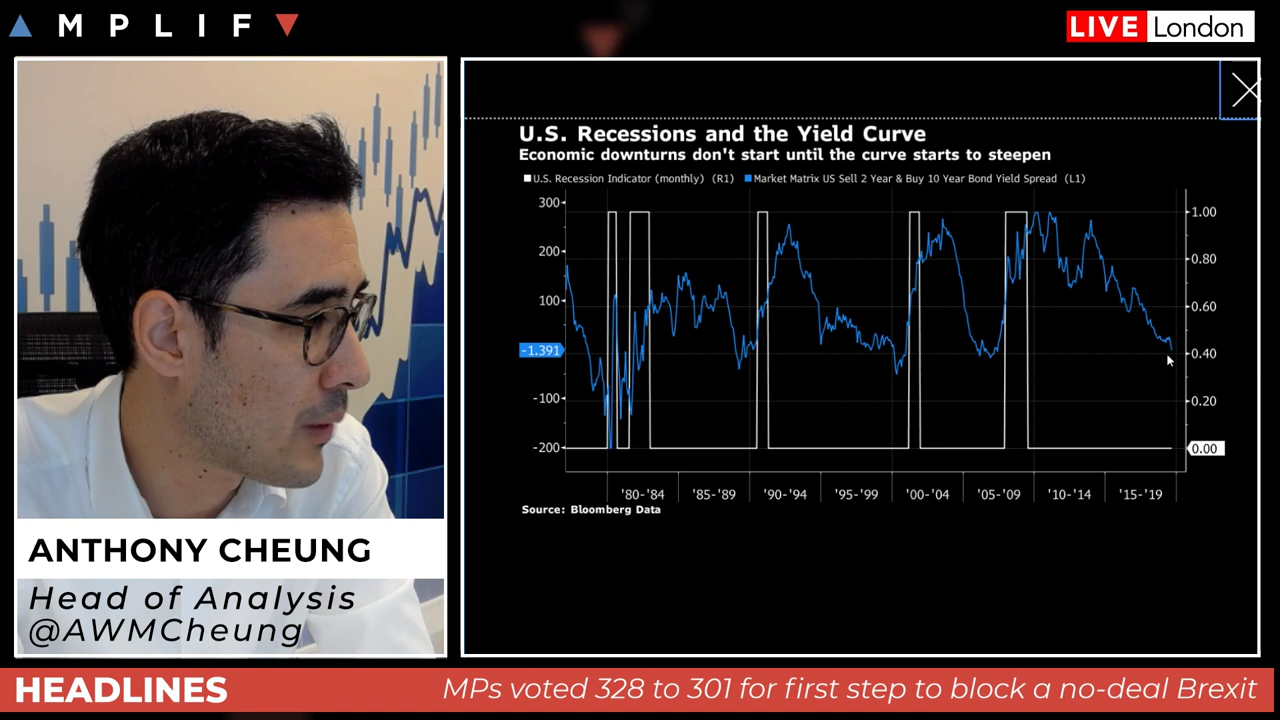 AMPLIFY
LIVE London
U.S. Recessions and the Yield Curve
Economic downturns don't start until the curve starts to steepen
U.S. Recession Indicator (monthly) (R1) Market Matrix US Sell 2 Year & Buy 10 Year Bond Yield Spread (L1)
300
200
100
-1.391
-100
-200
1.00
0.80
0.60
0.40
0.20
0.00
'80-'84 '85-'89 '90-'94 '95-'99 '00-'04 '05-'09 '10-'14 '15-'19
Source: Bloomberg Data
ANTHONY CHEUNG
Head of Analysis
@AWMCheung
HEADLINES
MPs voted 328 to 301 for first step to block a no-deal Brexit